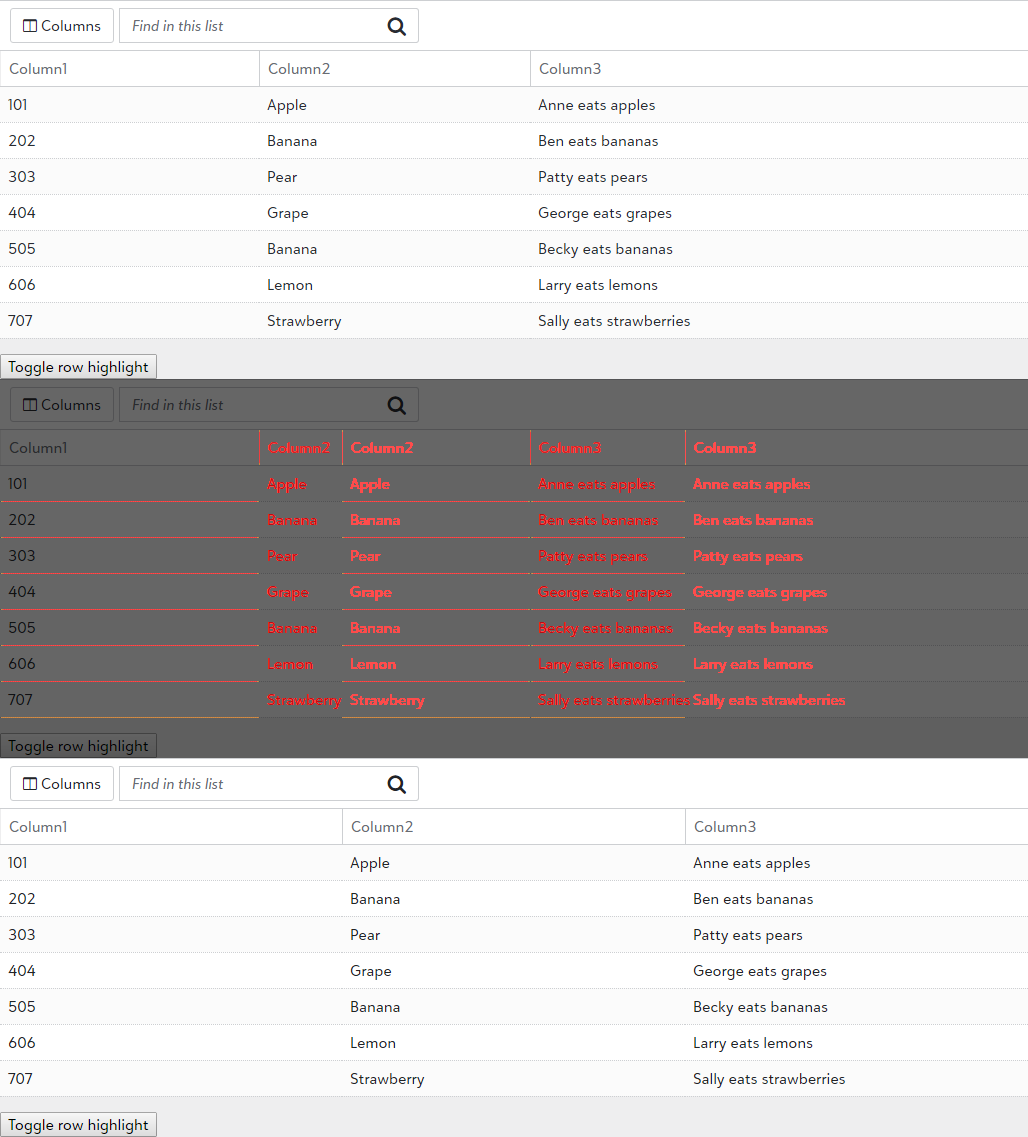 Columns Find in this list
Column1 Column2 Column3
101 Apple Anne eats apples
202 Banana Ben eats bananas
303 Pear Patty eats pears
404 Grape George eats grapes
505 Banana Becky eats bananas
606 Lemon Larry eats lemons
707 Strawberry Sally eats strawberries
Toggle row highlight
Columns Find in this list
Column1 Column2 Column2 Column3 Column3
101 Apple Apple Anne eats apples Anne eats apples
202 Banana Banana Ben eats bananas Ben eats bananas
303 Pear Pear Patty eats pears Patty eats pears
404 Grape Grape George eats grapes George eats grapes
505 Banana Banana Becky eats bananas Becky eats bananas
606 Lemon Lemon Larry eats lemons Larry eats lemons
707 Strawberry Strawberry Sally eats strawberries Sally eats strawberries
Toggle row highlight
Columns Find in this list
Column1 Column2 Column3
101 Apple Anne eats apples
202 Banana Ben eats bananas
303 Pear Patty eats pears
404 Grape George eats grapes
505 Banana Becky eats bananas
606 Lemon Larry eats lemons
707 Strawberry Sally eats strawberries
Toggle row highlight